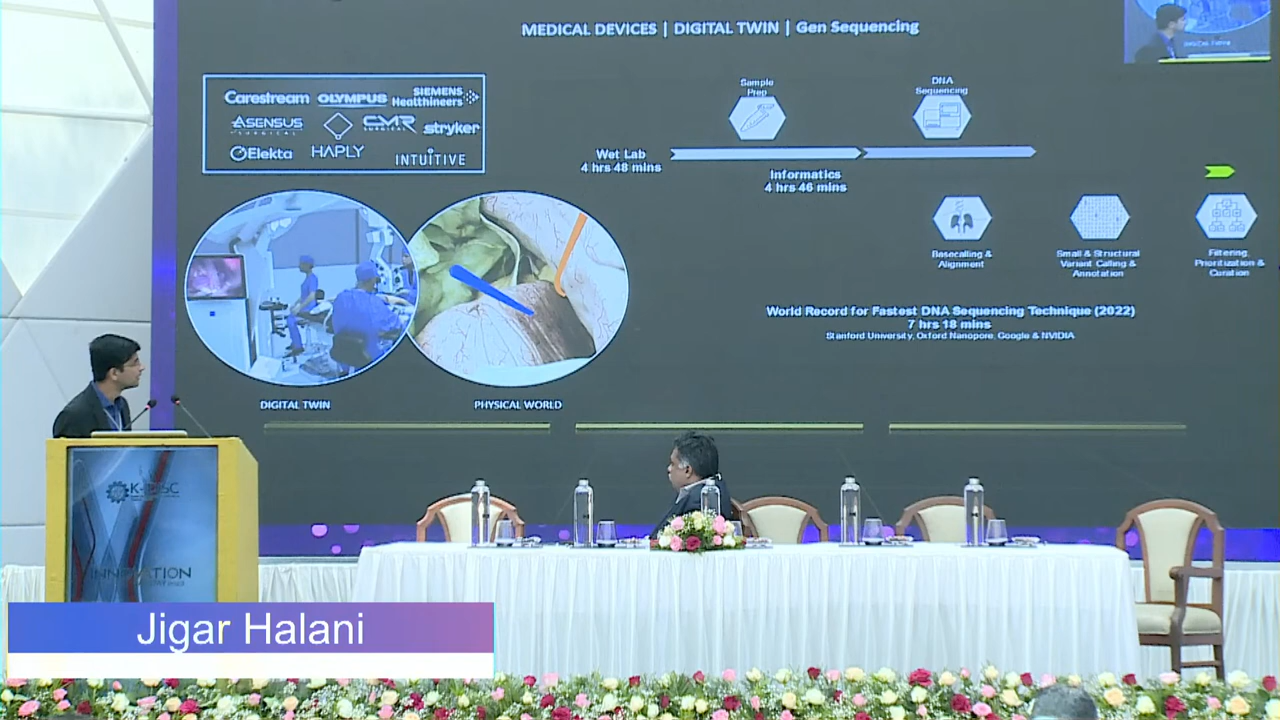 MEDICAL DEVICES | DIGITAL TWIN | Gen Sequencing
Carestream OLYMPUS SIEMENS Healthineers
ASENSUS SURGICAL CMR SURGICAL stryker
Elekta HAPLY INTUITIVE
DIGITAL TWIN
PHYSICAL WORLD
Sample
Prep
DNA
Sequencing
Wet Lab
4 hrs 48 mins
Informatics
4 hrs 46 mins
Basecalling &
Alignment
Small & Structural
Variant Calling &
Annotation
Filtering,
Prioritization &
Curation
World Record for Fastest DNA Sequencing Technique (2022)
7 hrs 18 mins
Stanford University, Oxford Nanopore, Google & NVIDIA
Jigar Halani